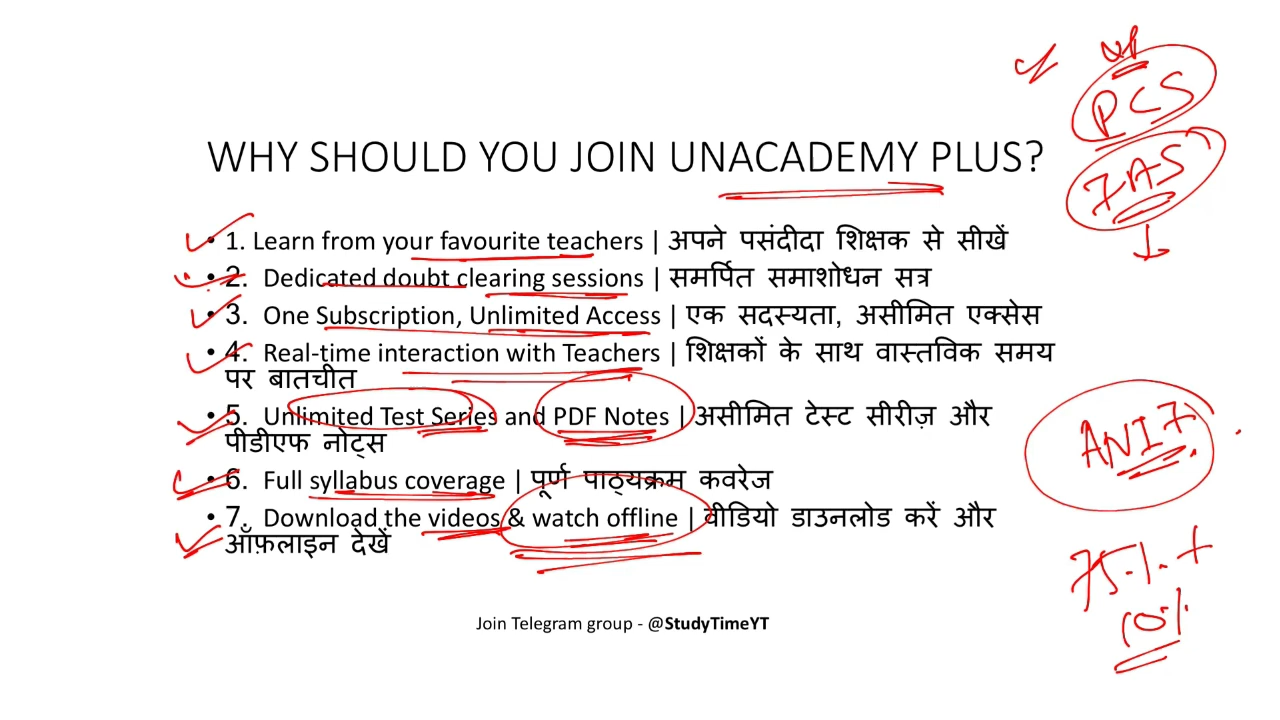 UP
PCS
IAS
WHY SHOULD YOU JOIN UNACADEMY PLUS?
• 1. Learn from your favourite teachers | अपने पसंदीदा शिक्षक से सीखें
• 2. Dedicated doubt clearing sessions | समर्पित समाशोधन सत्र
• 3. One Subscription, Unlimited Access | एक सदस्यता, असीमित एक्सेस
• 4. Real-time interaction with Teachers | शिक्षकों के साथ वास्तविक समय
पर बातचीत
• 5. Unlimited Test Series and PDF Notes | असीमित टेस्ट सीरीज़ और
पीडीएफ नोट्स
• 6. Full syllabus coverage | पूर्ण पाठ्यक्रम कवरेज
• 7. Download the videos & watch offline | वीडियो डाउनलोड करें और
ऑफ़लाइन देखें
ANI7
75% +
10%
Join Telegram group - @StudyTimeYT